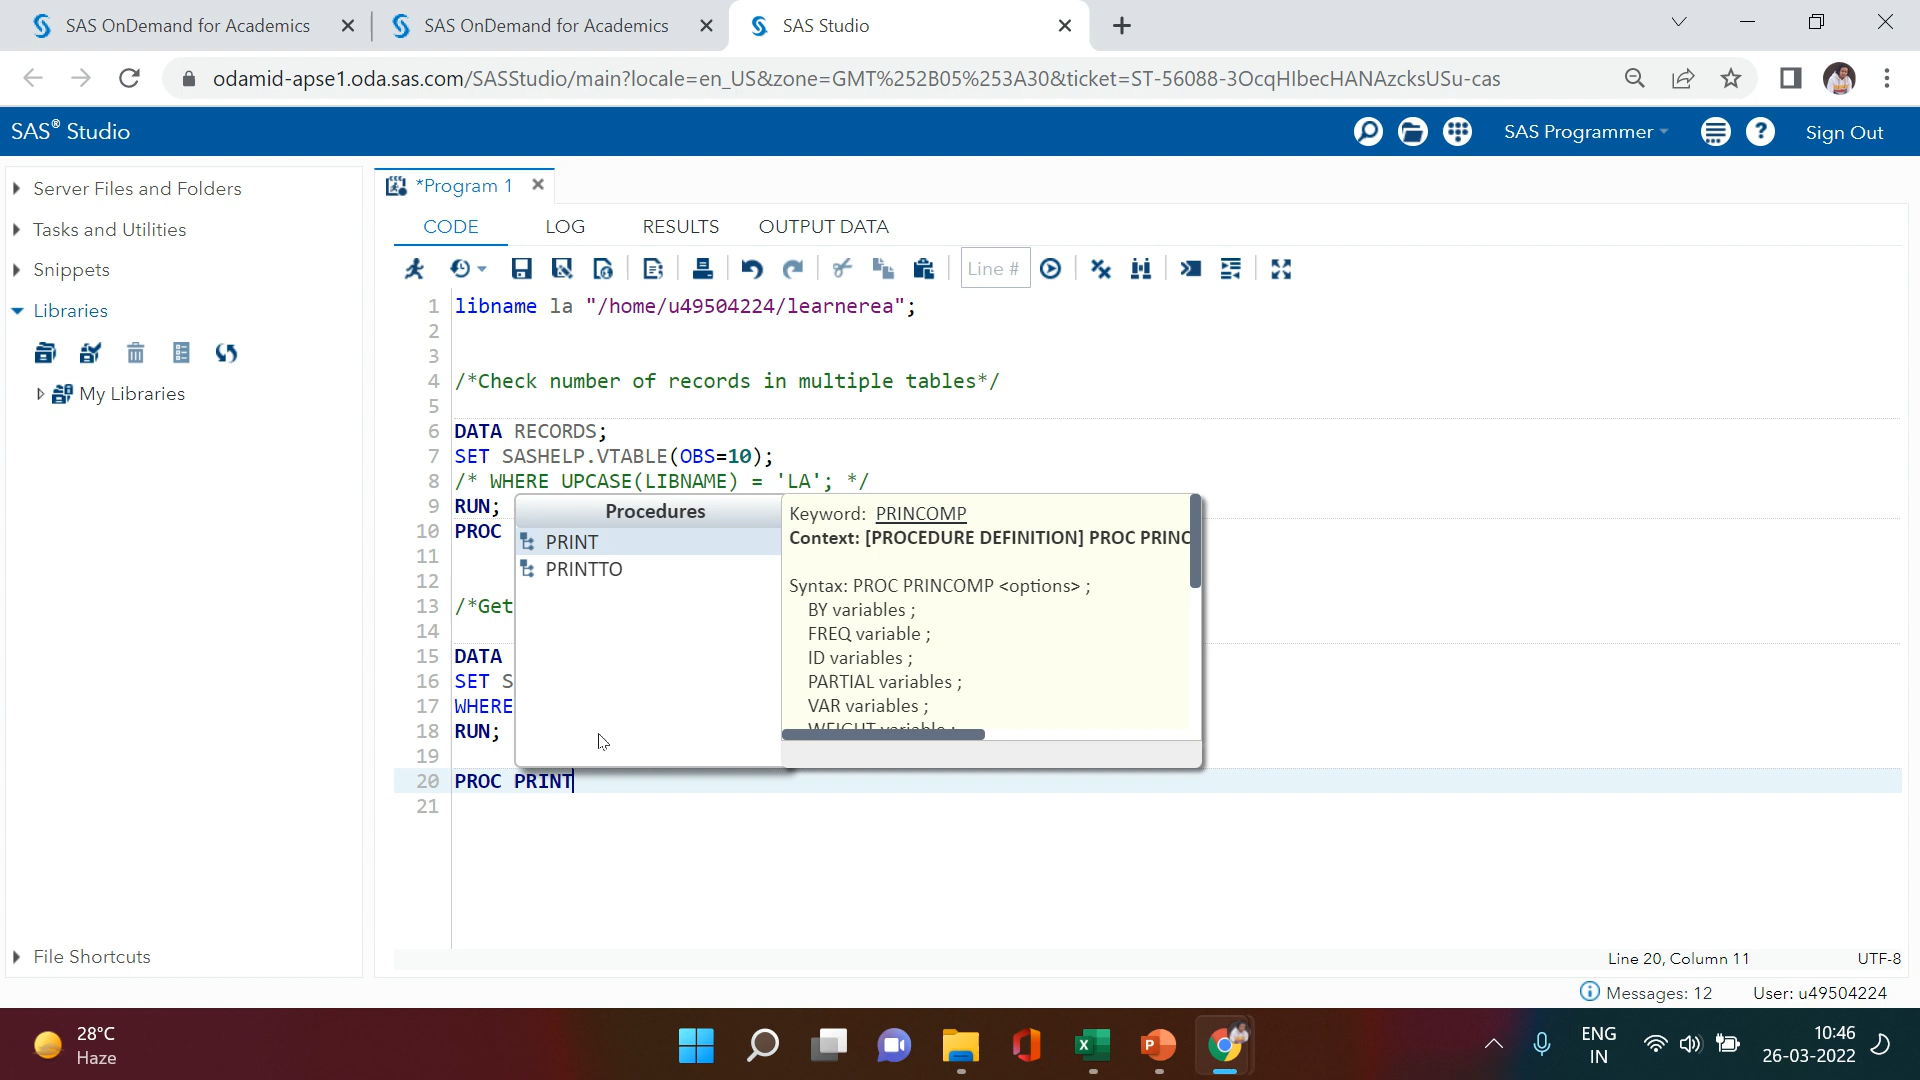 SAS OnDemand for Academics
SAS OnDemand for Academics
SAS Studio
odamid-apse1.oda.sas.com/SASStudio/main?locale=en_US&zone=GMT%252B05%253A30&ticket=ST-56088-3OcqHIbecHANAzcksUSu-cas
SAS® Studio
SAS Programmer
Sign Out
Server Files and Folders
Tasks and Utilities
Snippets
Libraries
My Libraries
File Shortcuts
*Program 1
CODE LOG RESULTS OUTPUT DATA
Line #
1 libname la "/home/u49504224/learnerea";
2
3
4 /*Check number of records in multiple tables*/
5
6 DATA RECORDS;
7 SET SASHELP.VTABLE(OBS=10);
8 /* WHERE UPCASE(LIBNAME) = 'LA'; */
9 RUN;
10 PROC
11
12
13 /*Get
14
15 DATA
16 SET S
17 WHERE
18 RUN;
19
20 PROC PRINT
21
Procedures
PRINT
PRINTTO
Keyword: PRINCOMP
Context: [PROCEDURE DEFINITION] PROC PRINC
Syntax: PROC PRINCOMP <options> ;
BY variables ;
FREQ variable ;
ID variables ;
PARTIAL variables ;
VAR variables ;
WEIGHT variable ;
Line 20, Column 11
UTF-8
Messages: 12
User: u49504224
28°C
Haze
ENG
IN
10:46
26-03-2022